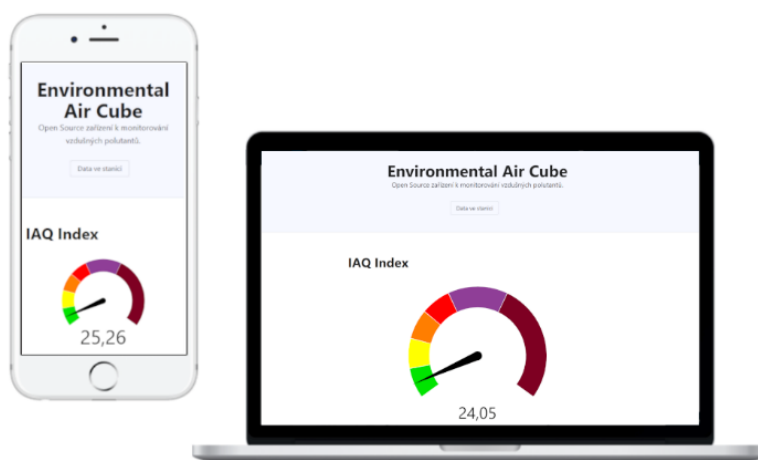 Environmental
Air Cube
Open Source zařízení k monitorování
vzdušných polutantů.
Data ve stanici
IAQ Index
25,26
Environmental Air Cube
Open Source zařízení k monitorování vzdušných polutantů.
Data ve stanici
IAQ Index
24,05